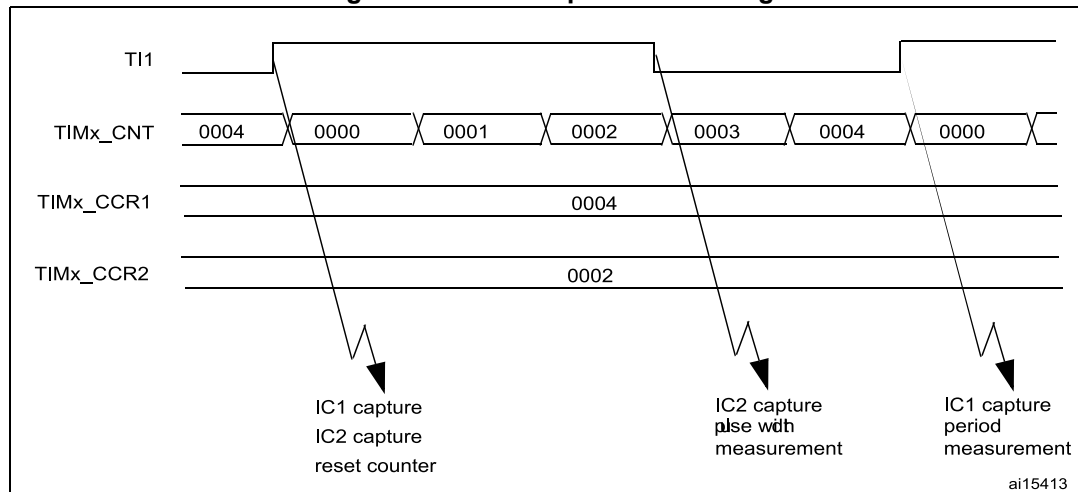 TI1
TIMx_CNT 0004 0000 0001 0002 0003 0004 0000
TIMx_CCR1 0004
TIMx_CCR2 0002
IC1 capture
IC2 capture
reset counter
IC2 capture
measurement
IC1 capture
period
measurement
ai15413